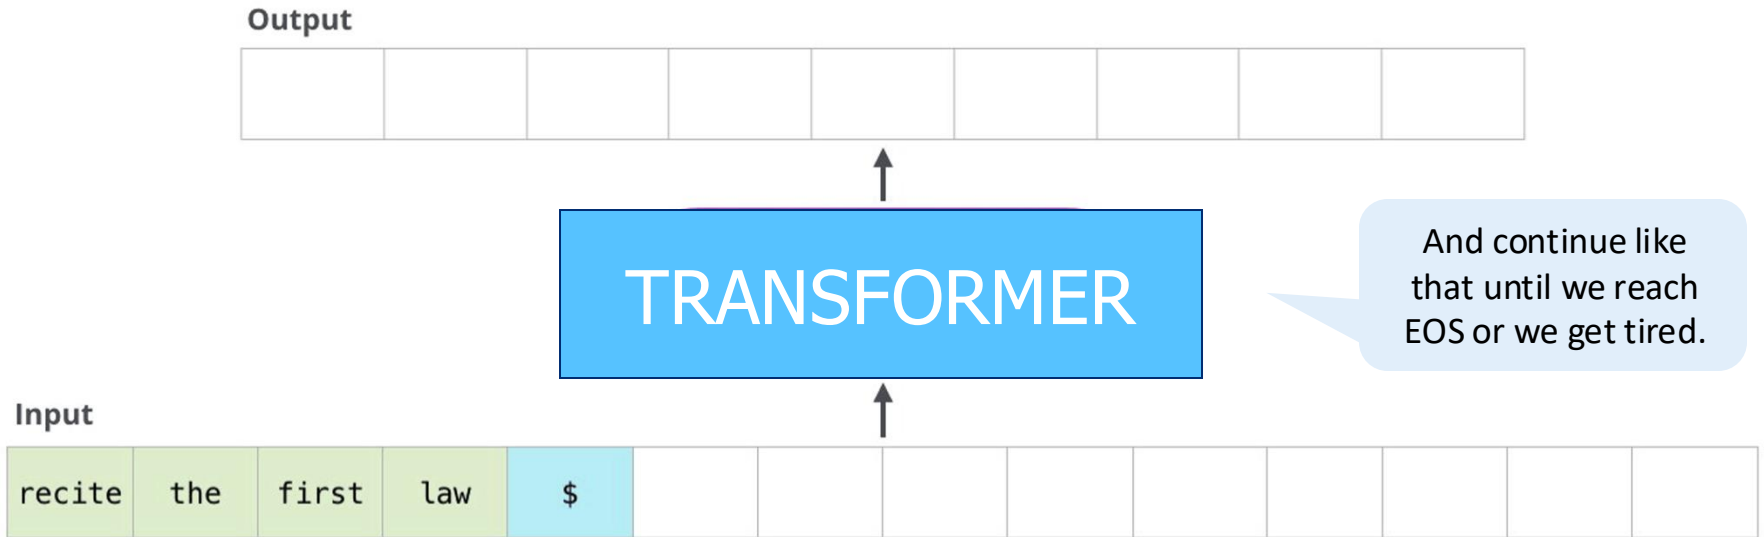 Output
TRANSFORMER
And continue like
that until we reach
EOS or we get tired.
Input
recite the first law $